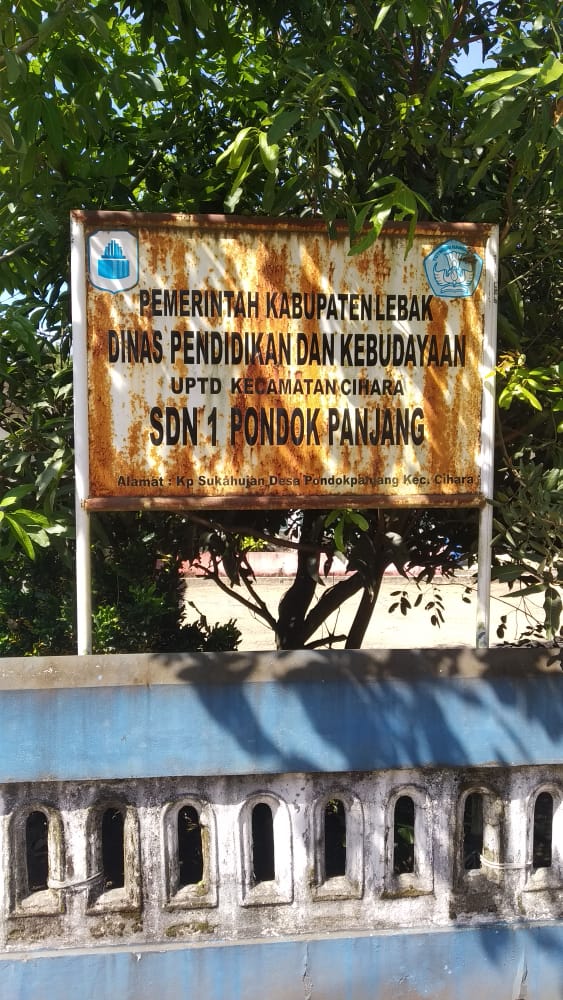 PEMERINTAH KABUPATEN LEBAK
DINAS PENDIDIKAN DAN KEBUDAYAAN
UPTD KECAMATAN CIHARA
SDN 1 PONDOK PANJANG
Alamat : Kp Sukahujan Desa Pondokpanjang Kec. Cihara